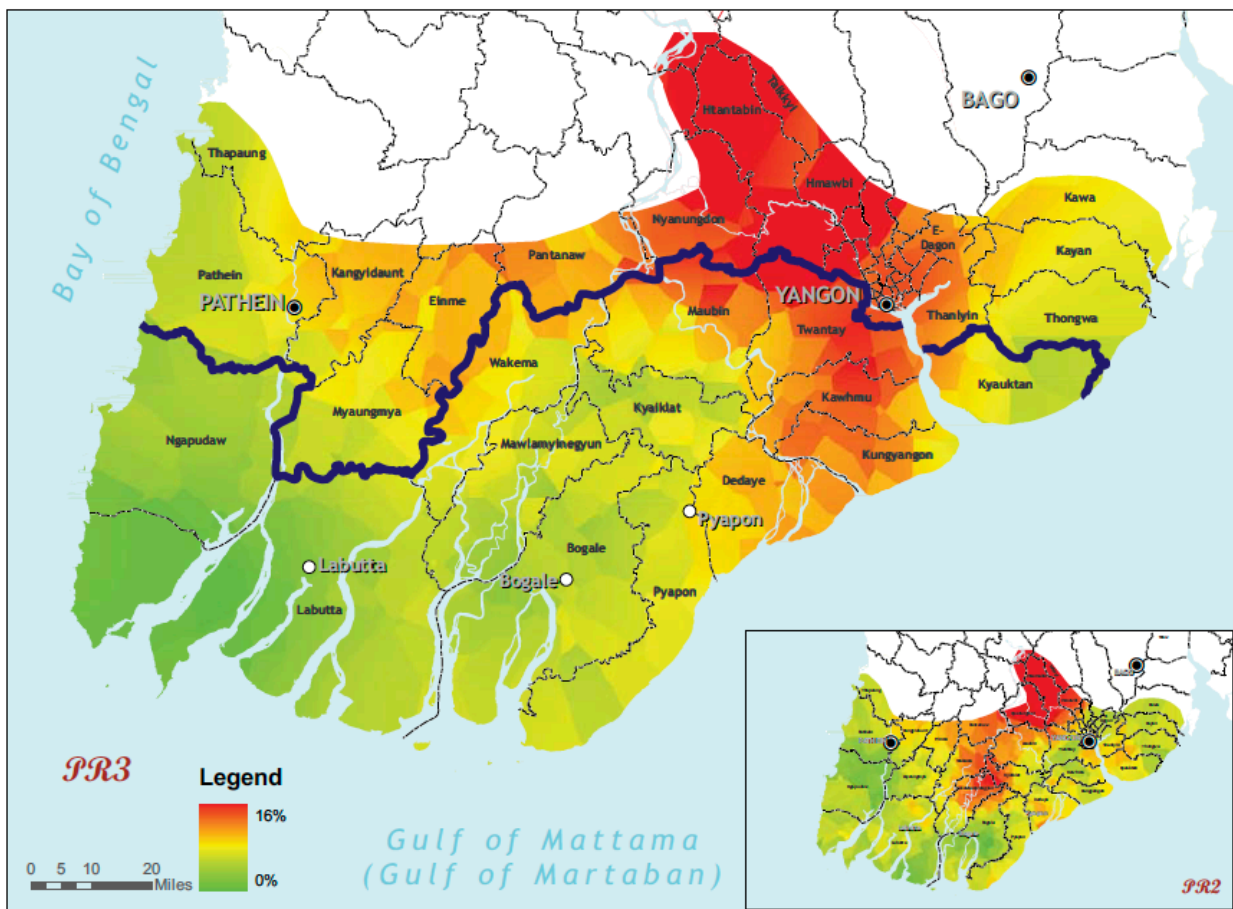 Bay of Bengal
Thapaung
Htantabin
Taikkyi
BAGO
Hmawbi
Nyanungdon
Kawa
E-
Dagon
Kayan
Pathein
PATHEIN
Kangyidaunt
Einme
Pantanaw
YANGON
Maubin
Twantay
Thanlyin
Thongwa
Wakema
Kyauktan
Ngapudaw
Myaungmya
Kyaiklat
Kawhmu
Mawlamyinegyun
Kungyangon
Dedaye
Pyapon
Bogale
Labutta
Bogale
Labutta
Pyapon
PR3
Legend
16%
0%
0 5 10 20
Miles
Gulf of Mattama
(Gulf of Martaban)
PR2